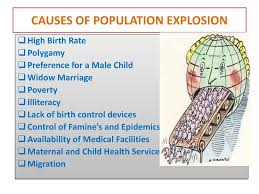 CAUSES OF POPULATION EXPLOSION
High Birth Rate
Polygamy
Preference for a Male Child
Widow Marriage
Poverty
Illiteracy
Lack of birth control devices
Control of Famine's and Epidemics
Availability of Medical Facilities
Maternal and Child Health Service
Migration